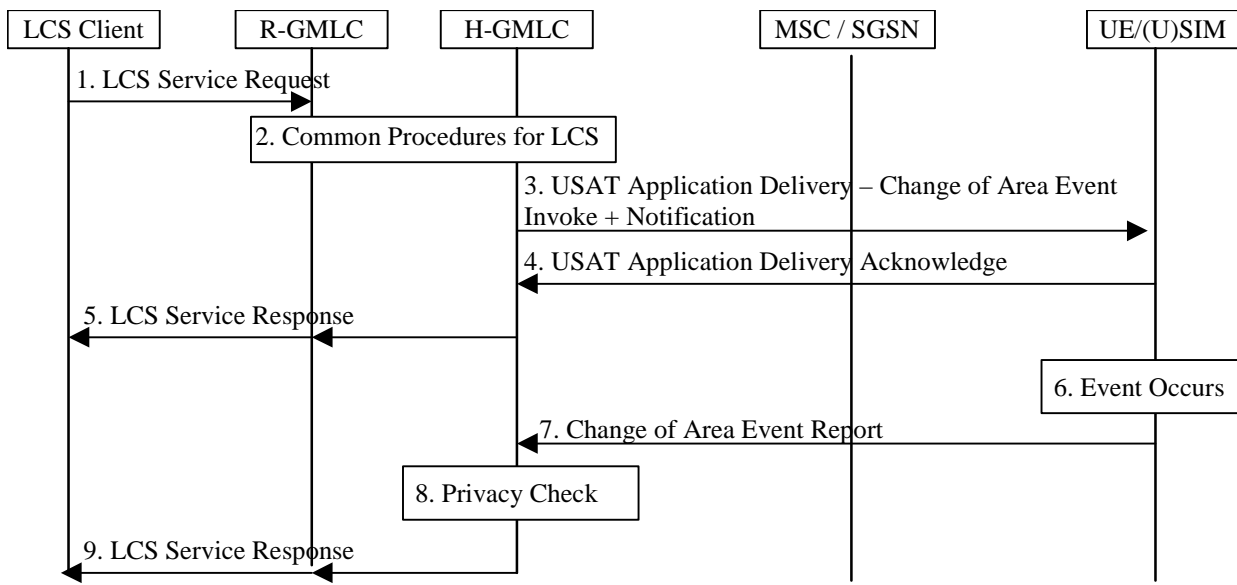 LCS Client
R-GMLC
H-GMLC
MSC / SGSN
UE/(U)SIM
1. LCS Service Request
2. Common Procedures for LCS
3. USAT Application Delivery – Change of Area Event
Invoke + Notification
4. USAT Application Delivery Acknowledge
5. LCS Service Response
6. Event Occurs
7. Change of Area Event Report
8. Privacy Check
9. LCS Service Response